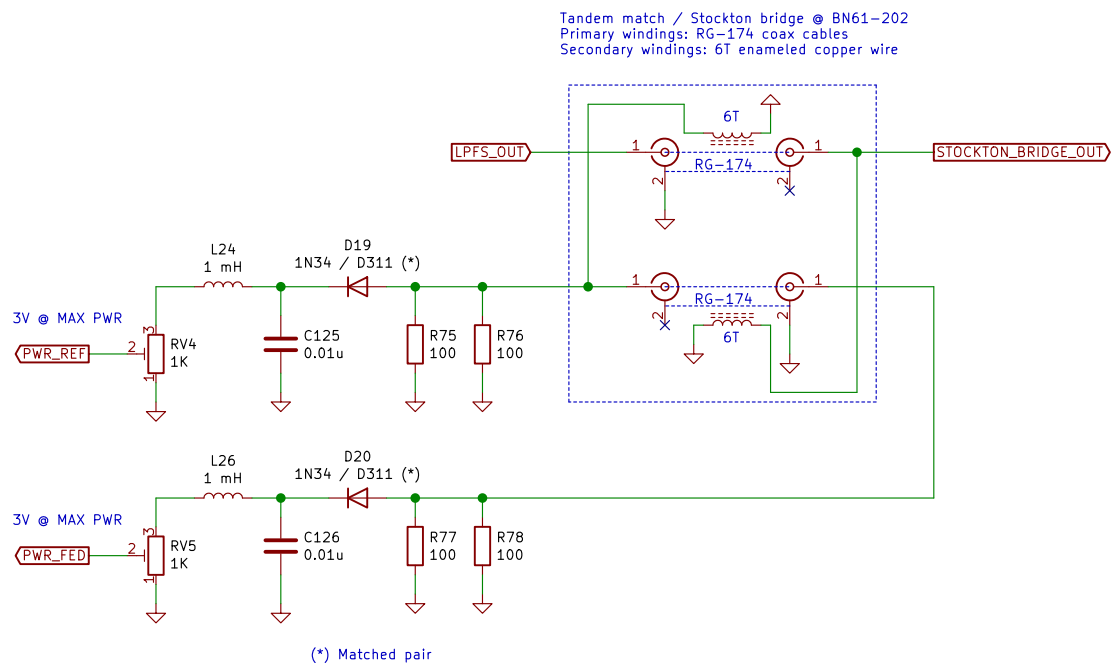 Tandem match / Stockton bridge @ BN61-202
Primary windings: RG-174 coax cables
Secondary windings: 6T enameled copper wire
6T
LPFS_OUT
1
1
STOCKTON_BRIDGE_OUT
RG-174
2
2
D19
L24
1N34 / D311 (*)
1 mH
1
1
RG-174
3V @ MAX PWR
2
2
6T
3
PWR_REF
2
RV4
1K
1
C125
0.01u
R75
100
R76
100
D20
L26
1N34 / D311 (*)
1 mH
3V @ MAX PWR
3
PWR_FED
2
RV5
1K
1
C126
0.01u
R77
100
R78
100
(*) Matched pair